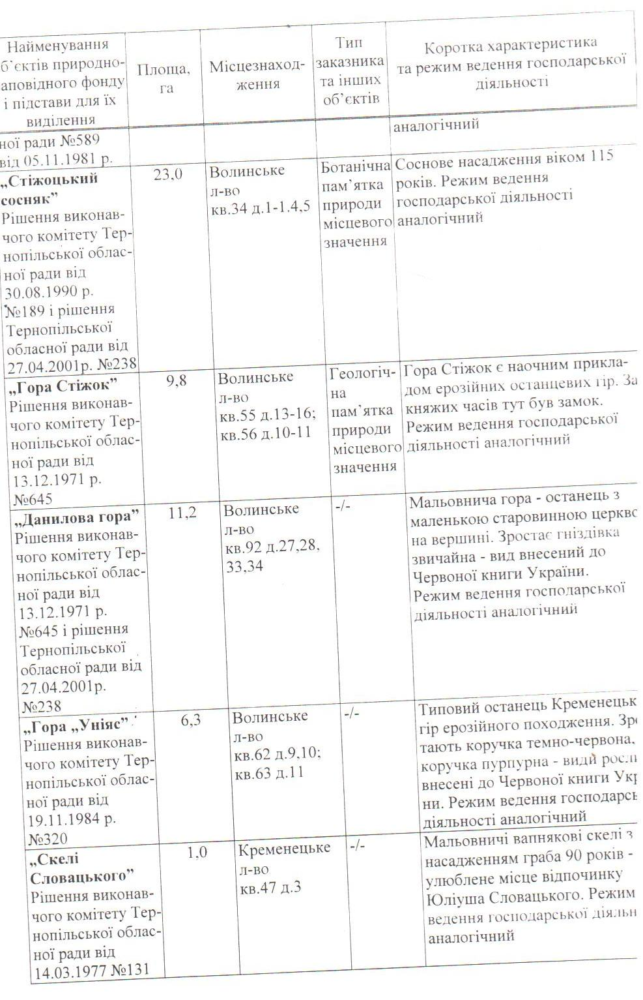 Найменування
б’єктів природно-
аповідного фонду
і підстави для їх
виділення
Площа,
га
Місцезнаход-
ження
Тип
заказника
та інших
об’єктів
Коротка характеристика
та режим ведення господарської
діяльності
ної ради №589
від 05.11.1981 р.
аналогічний
„Стіжоцький
сосняк”
Рішення виконав-
чого комітету Тер-
нопільської облас-
ної ради від
30.08.1990 р.
№189 і рішення
Тернопільської
обласної ради від
27.04.2001р. №238
23,0
Волинське
л-во
кв.34 д.1-1.4,5
Ботанічна
пам’ятка
природи
місцевого
значення
Соснове насадження віком 115
років. Режим ведення
господарської діяльності
аналогічний
„Гора Стіжок”
Рішення виконав-
чого комітету Тер-
нопільської облас-
ної ради від
13.12.1971 р.
№645
9,8
Волинське
л-во
кв.55 д.13-16;
кв.56 д.10-11
Геологіч-
на
пам’ятка
природи
місцевого
значення
Гора Стіжок є наочним прикла-
дом ерозійних останцевих гір. За
княжих часів тут був замок.
Режим ведення господарської
діяльності аналогічний
„Данилова гора”
Рішення виконав-
чого комітету Тер-
нопільської облас-
ної ради від
13.12.1971 р.
№645 і рішення
Тернопільської
обласної ради від
27.04.2001р.
№238
11,2
Волинське
л-во
кв.92 д.27,28,
33,34
-/-
Мальовнича гора - останець з
маленькою старовинною церкво
на вершині. Зростає гніздівка
звичайна - вид внесений до
Червоної книги України.
Режим ведення господарської
діяльності аналогічний
„Гора „Уніяс”
Рішення виконав-
чого комітету Тер-
нопільської облас-
ної ради від
19.11.1984 р.
№320
6,3
Волинське
л-во
кв.62 д.9,10;
кв.63 д.11
-/-
Типовий останець Кременецьк
гір ерозійного походження. Зро
тають коручка темно-червона,
коручка пурпурна - види росли
внесені до Червоної книги Укр
ни. Режим ведення господарсь
діяльності аналогічний
„Скелі
Словацького”
Рішення виконав-
чого комітету Тер-
нопільської облас-
ної ради від
14.03.1977 №131
1,0
Кременецьке
л-во
кв.47 д.3
-/-
Мальовничі вапнякові скелі з
насадженням граба 90 років -
улюблене місце відпочинку
Юліуша Словацького. Режим
ведення господарської діяльн
аналогічний